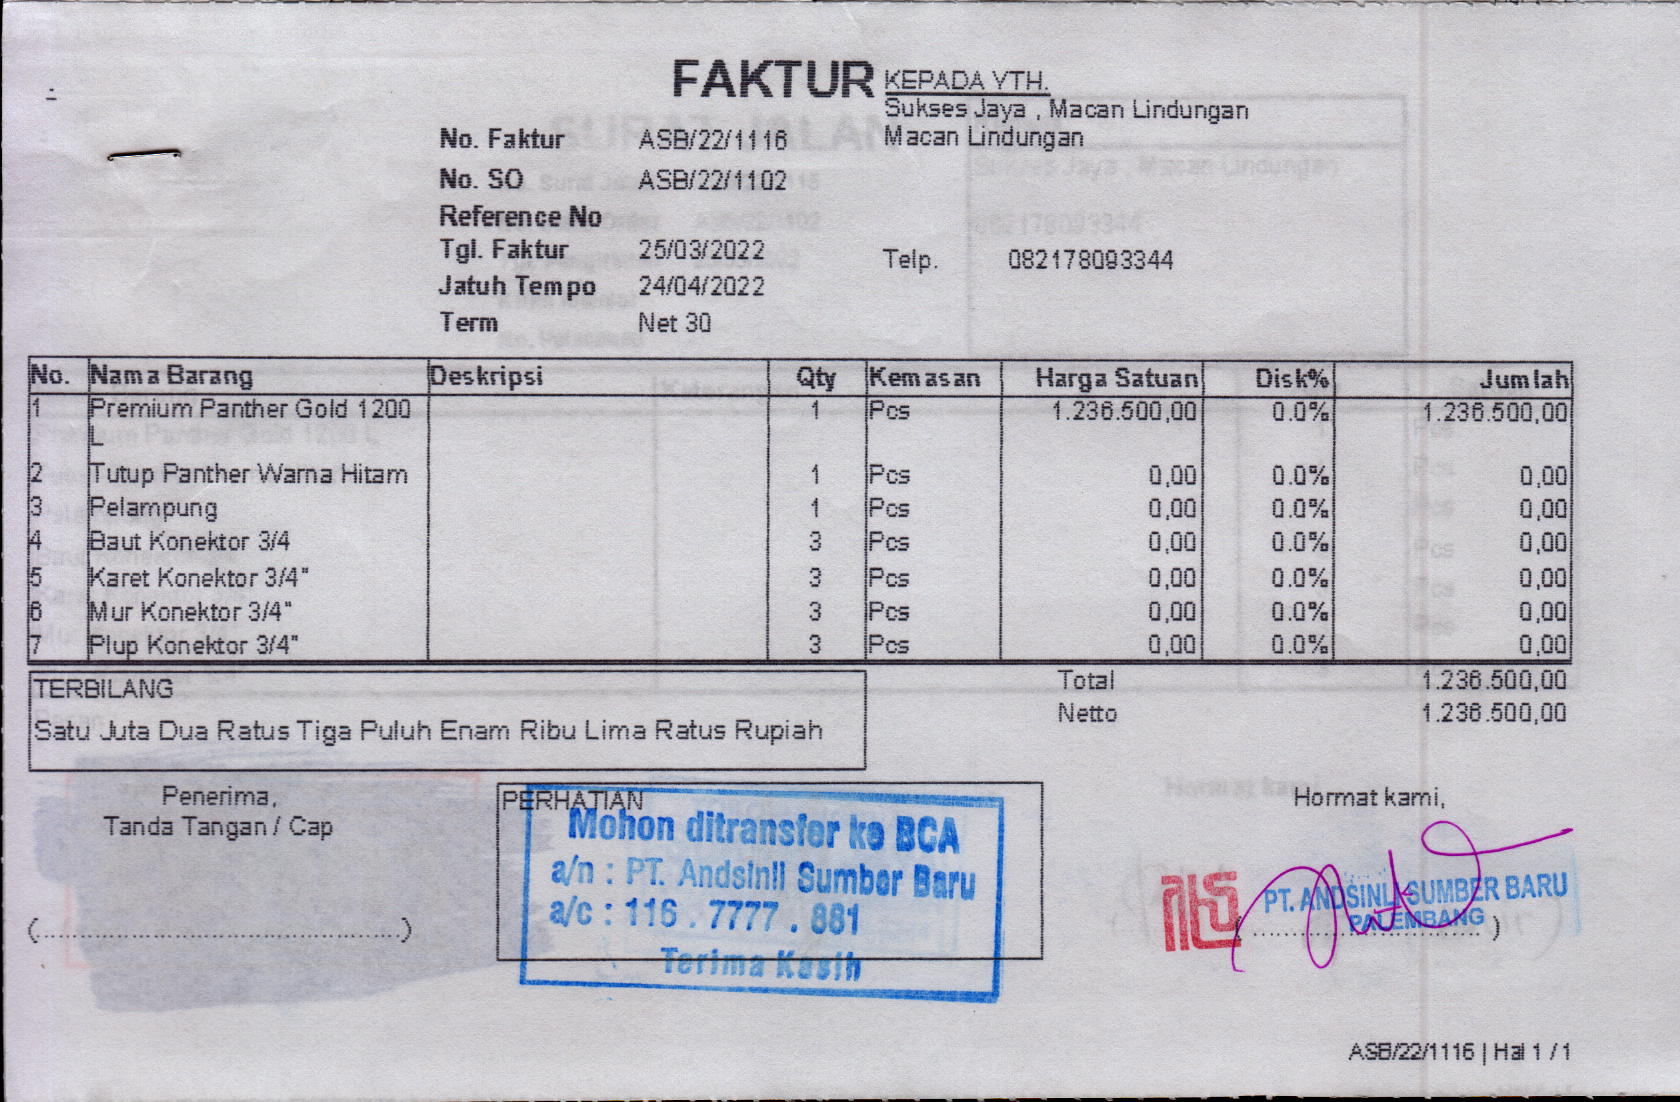 FAKTUR
KEPADA YTH.
Sukses Jaya , Macan Lindungan
Macan Lindungan
No. Faktur ASB/22/1116
No. SO ASB/22/1102
Reference No
Tgl. Faktur 25/03/2022
Telp. 082178093344
Jatuh Tempo 24/04/2022
Term Net 30
No. Nama Barang Deskripsi Qty Kemasan Harga Satuan Disk% Jumlah
1 Premium Panther Gold 1200 1 Pcs 1.236.500,00 0.0% 1.236.500,00
L
2 Tutup Panther Warna Hitam 1 Pcs 0,00 0.0% 0,00
3 Pelampung 1 Pcs 0,00 0.0% 0,00
4 Baut Konektor 3/4 3 Pcs 0,00 0.0% 0,00
5 Karet Konektor 3/4" 3 Pcs 0,00 0.0% 0,00
6 Mur Konektor 3/4" 3 Pcs 0,00 0.0% 0,00
7 Plup Konektor 3/4" 3 Pcs 0,00 0.0% 0,00
Total 1.236.500,00
Netto 1.236.500,00
TERBILANG
Satu Juta Dua Ratus Tiga Puluh Enam Ribu Lima Ratus Rupiah
Penerima,
Tanda Tangan / Cap
(..........................................)
PERHATIAN
Mohon ditransfer ke BCA
a/n : PT. Andsinli Sumber Baru
a/c : 116 . 7777 . 881
Terima Kasih
Hormat kami,
PT. ANDSINLI SUMBER BARU
PALEMBANG
(..............................)
ASB/22/1116 | Hal 1 / 1